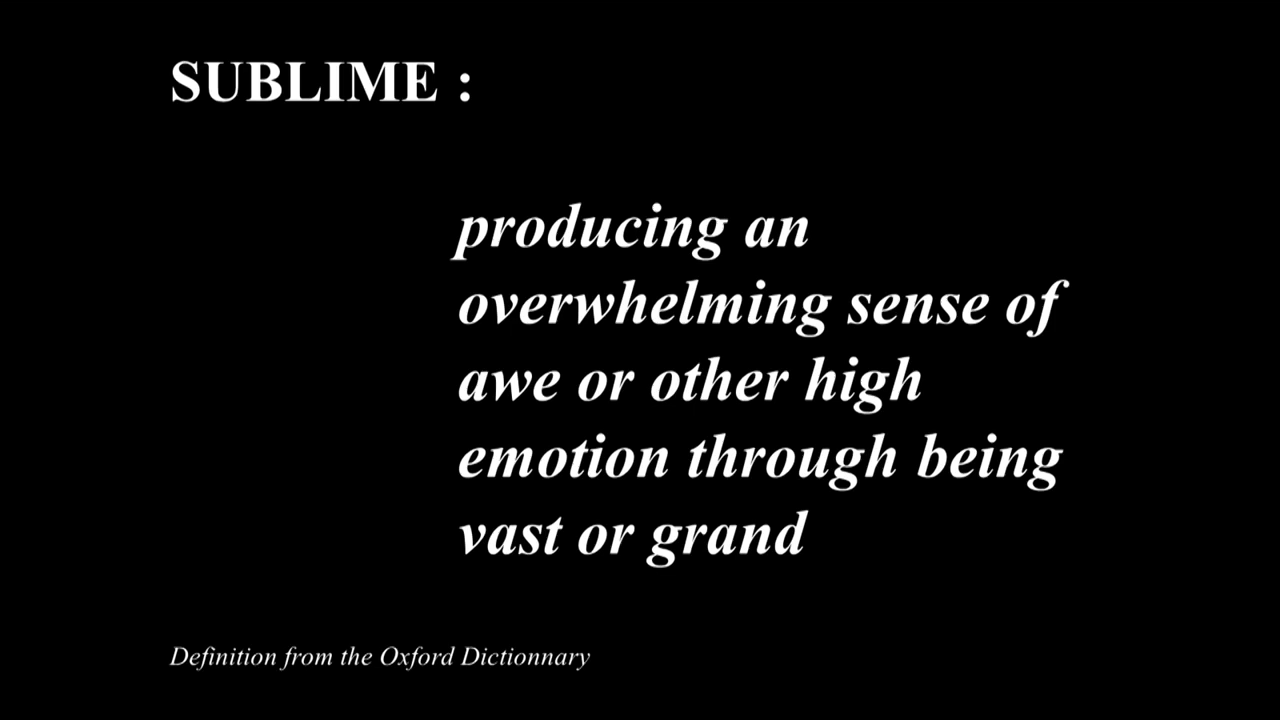 SUBLIME :
producing an
overwhelming sense of
awe or other high
emotion through being
vast or grand
Definition from the Oxford Dictionnary